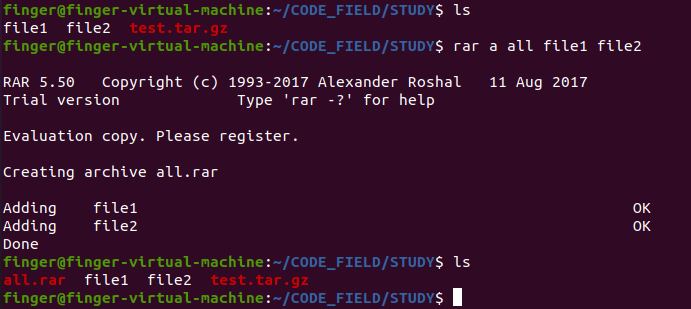 finger@finger-virtual-machine:~/CODE_FIELD/STUDY$ ls
file1  file2  test.tar.gz
finger@finger-virtual-machine:~/CODE_FIELD/STUDY$ rar a all file1 file2
RAR 5.50   Copyright (c) 1993-2017 Alexander Roshal   11 Aug 2017
Trial version             Type 'rar -?' for help
Evaluation copy. Please register.
Creating archive all.rar
Adding    file1                                                                 OK
Adding    file2                                                                 OK
Done
finger@finger-virtual-machine:~/CODE_FIELD/STUDY$ ls
all.rar  file1  file2  test.tar.gz
finger@finger-virtual-machine:~/CODE_FIELD/STUDY$